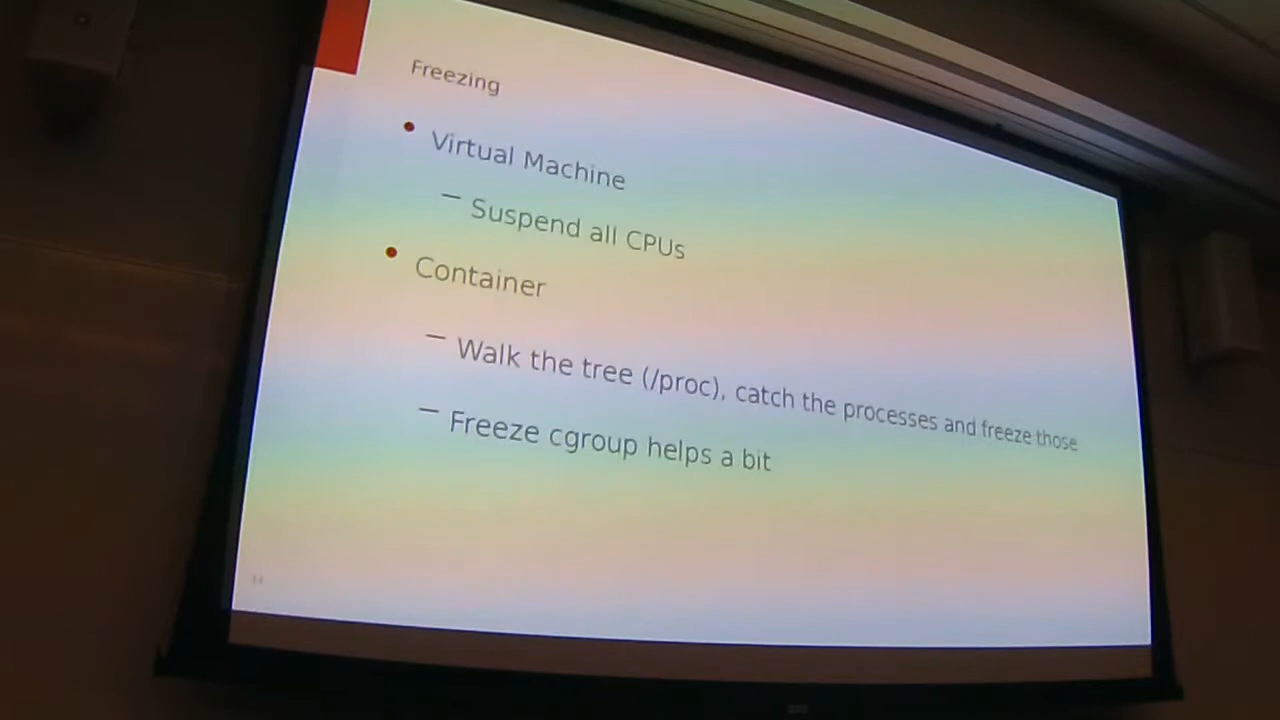 Freezing
• Virtual Machine
– Suspend all CPUs
• Container
– Walk the tree (/proc), catch the processes and freeze those
– Freeze cgroup helps a bit